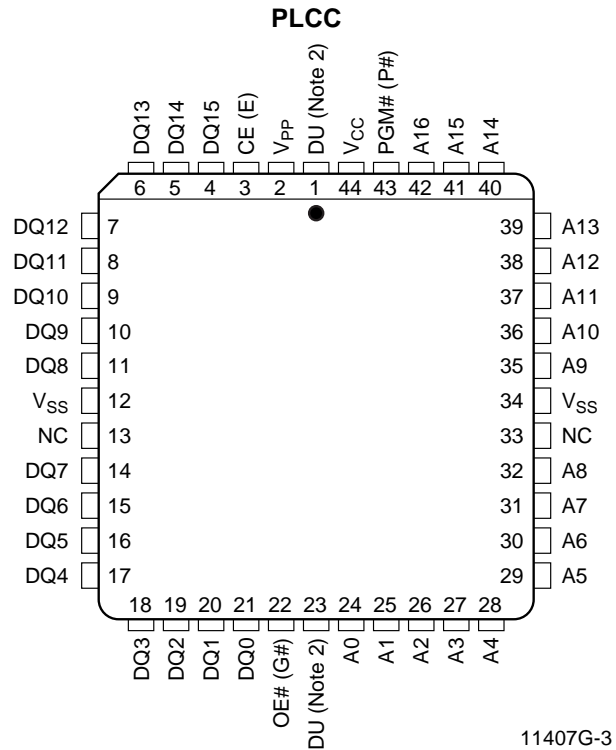 PLCC
DQ13
DQ14
DQ15
CE (E)
VPP
DU (Note 2)
VCC
PGM# (P#)
A16
A15
A14
6 5 4 3 2 1 44 43 42 41 40
DQ12 7 39 A13
DQ11 8 38 A12
DQ10 9 37 A11
DQ9 10 36 A10
DQ8 11 35 A9
VSS 12 34 VSS
NC 13 33 NC
DQ7 14 32 A8
DQ6 15 31 A7
DQ5 16 30 A6
DQ4 17 29 A5
18 19 20 21 22 23 24 25 26 27 28
DQ3
DQ2
DQ1
DQ0
OE# (G#)
DU (Note 2)
A0
A1
A2
A3
A4
11407G-3